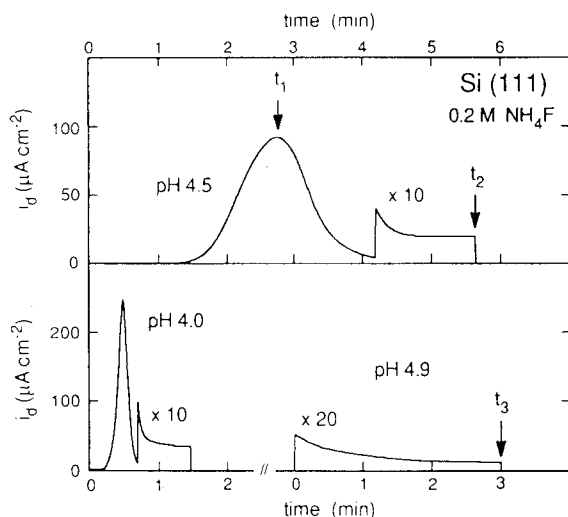 time (min)
0 1 2 3 4 5 6
Si (111)
0.2 M NH₄F
t₁
100
50
0
i_d (μA cm⁻²)
pH 4.5
x 10
t₂
200
100
0
i_d (μA cm⁻²)
pH 4.0
x 10
pH 4.9
x 20
t₃
0 1 2 // 0 1 2 3
time (min)